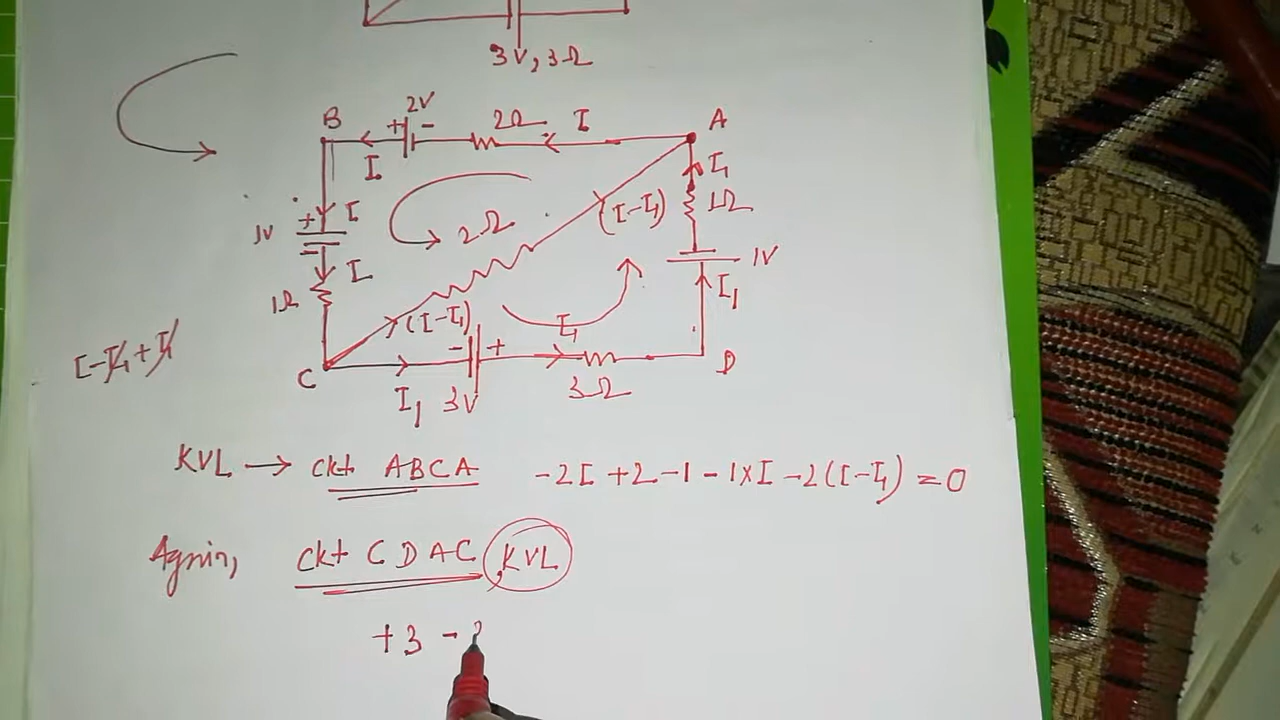 3V, 3Ω
B + 2V - 2Ω I A
I I₁
1V + I (I-I₁) 1Ω
2Ω
- I 1V
1Ω I₁
(I-I₁) I₁
I-I₁+I₁ - + D
C I₁ 3V 3Ω
KVL → ckt ABCA -2I +2-1-1×I-2(I-I₁) = 0
Agnin, ckt CDAC KVL
+3 -